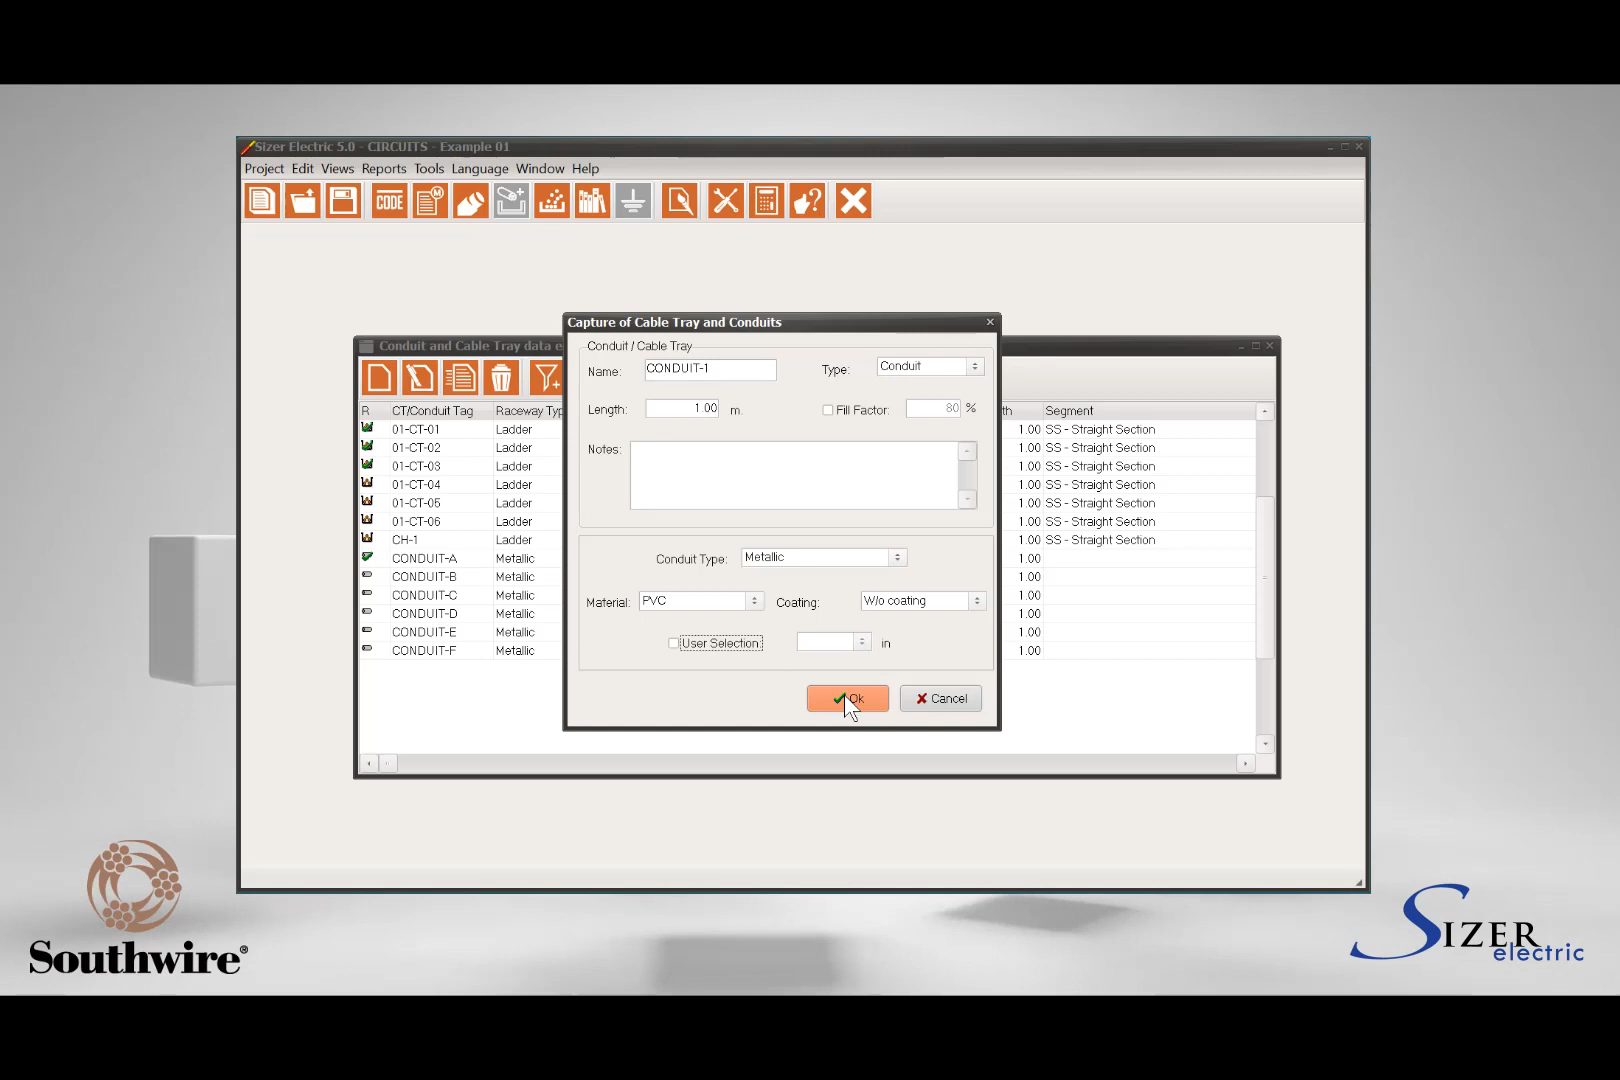 Sizer Electric 5.0 - CIRCUITS - Example 01
Project Edit Views Reports Tools Language Window Help
CODE
M
Capture of Cable Tray and Conduits
Conduit / Cable Tray
Name: CONDUIT-1 Type: Conduit
Length: 1.00 m. Fill Factor: 80 %
Notes:
Conduit Type: Metallic
Material: PVC Coating: W/o coating
User Selection: in
Ok Cancel
Conduit and Cable Tray data
R CT/Conduit Tag Raceway Segment
01-CT-01 Ladder 1.00 SS - Straight Section
01-CT-02 Ladder 1.00 SS - Straight Section
01-CT-03 Ladder 1.00 SS - Straight Section
01-CT-04 Ladder 1.00 SS - Straight Section
01-CT-05 Ladder 1.00 SS - Straight Section
01-CT-06 Ladder 1.00 SS - Straight Section
CH-1 Ladder 1.00 SS - Straight Section
CONDUIT-A Metallic 1.00
CONDUIT-B Metallic 1.00
CONDUIT-C Metallic 1.00
CONDUIT-D Metallic 1.00
CONDUIT-E Metallic 1.00
CONDUIT-F Metallic 1.00
Southwire®
SIZER
electric